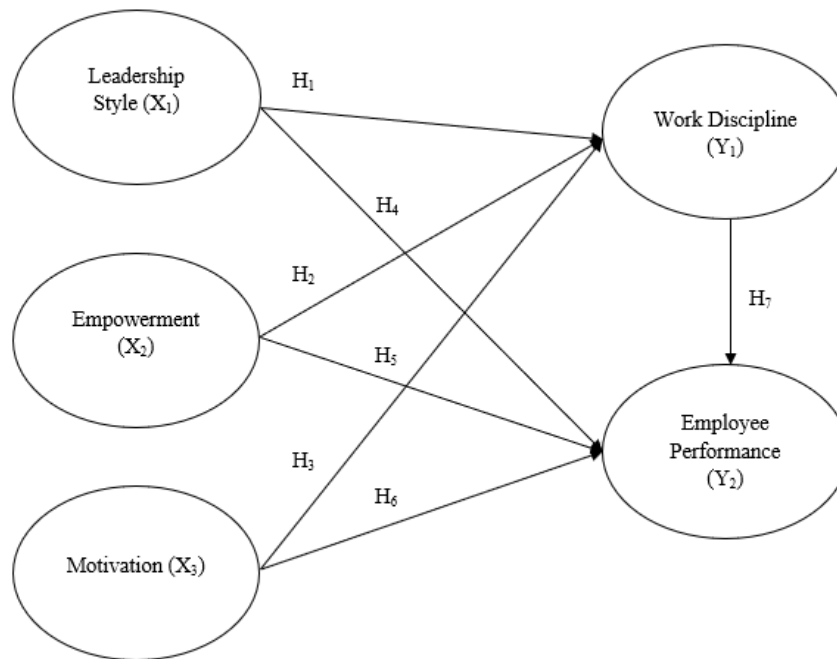 Leadership
Style (X₁)
H₁
Work Discipline
(Y₁)
H₄
H₂
Empowerment
(X₂)
H₇
H₅
Employee
Performance
(Y₂)
H₃
H₆
Motivation (X₃)